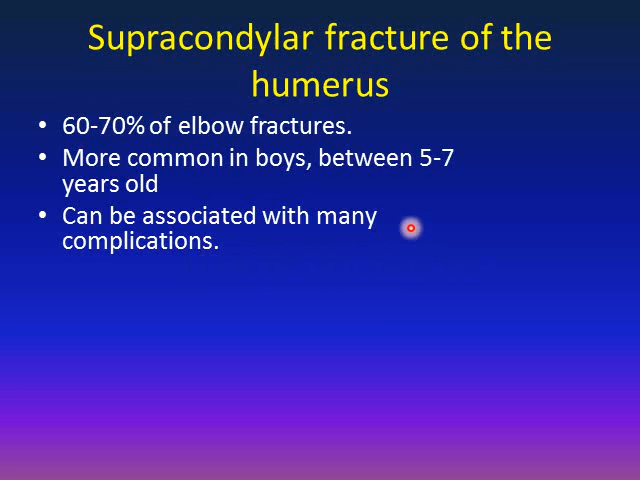 Supracondylar fracture of the
humerus
• 60-70% of elbow fractures.
• More common in boys, between 5-7
years old
• Can be associated with many
complications.